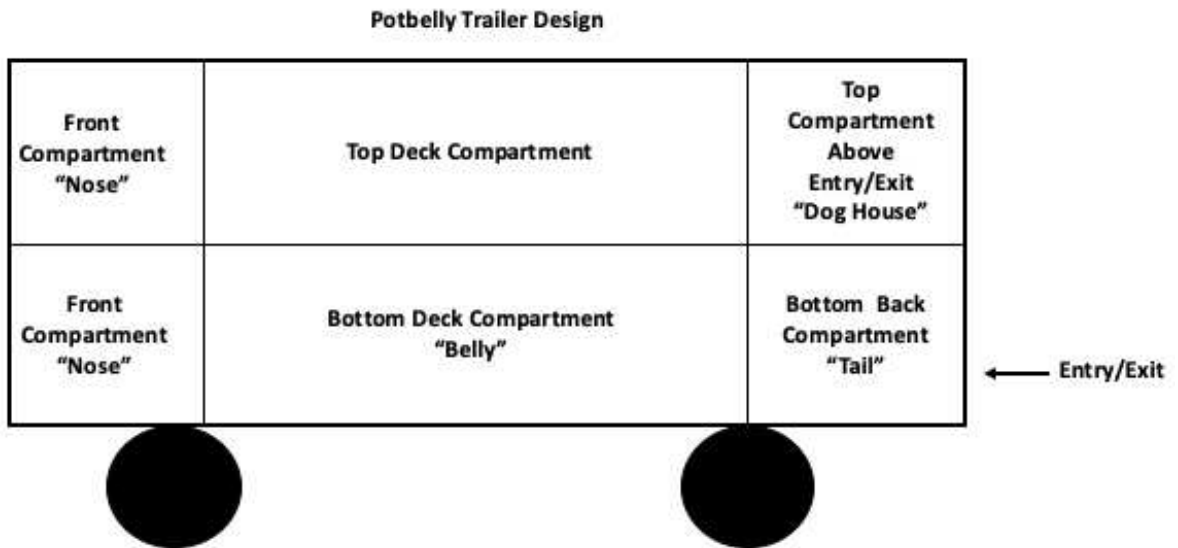 Potbelly Trailer Design
Front
Compartment
“Nose”
Top Deck Compartment
Top
Compartment
Above
Entry/Exit
“Dog House”
Front
Compartment
“Nose”
Bottom Deck Compartment
“Belly”
Bottom Back
Compartment
“Tail”
Entry/Exit